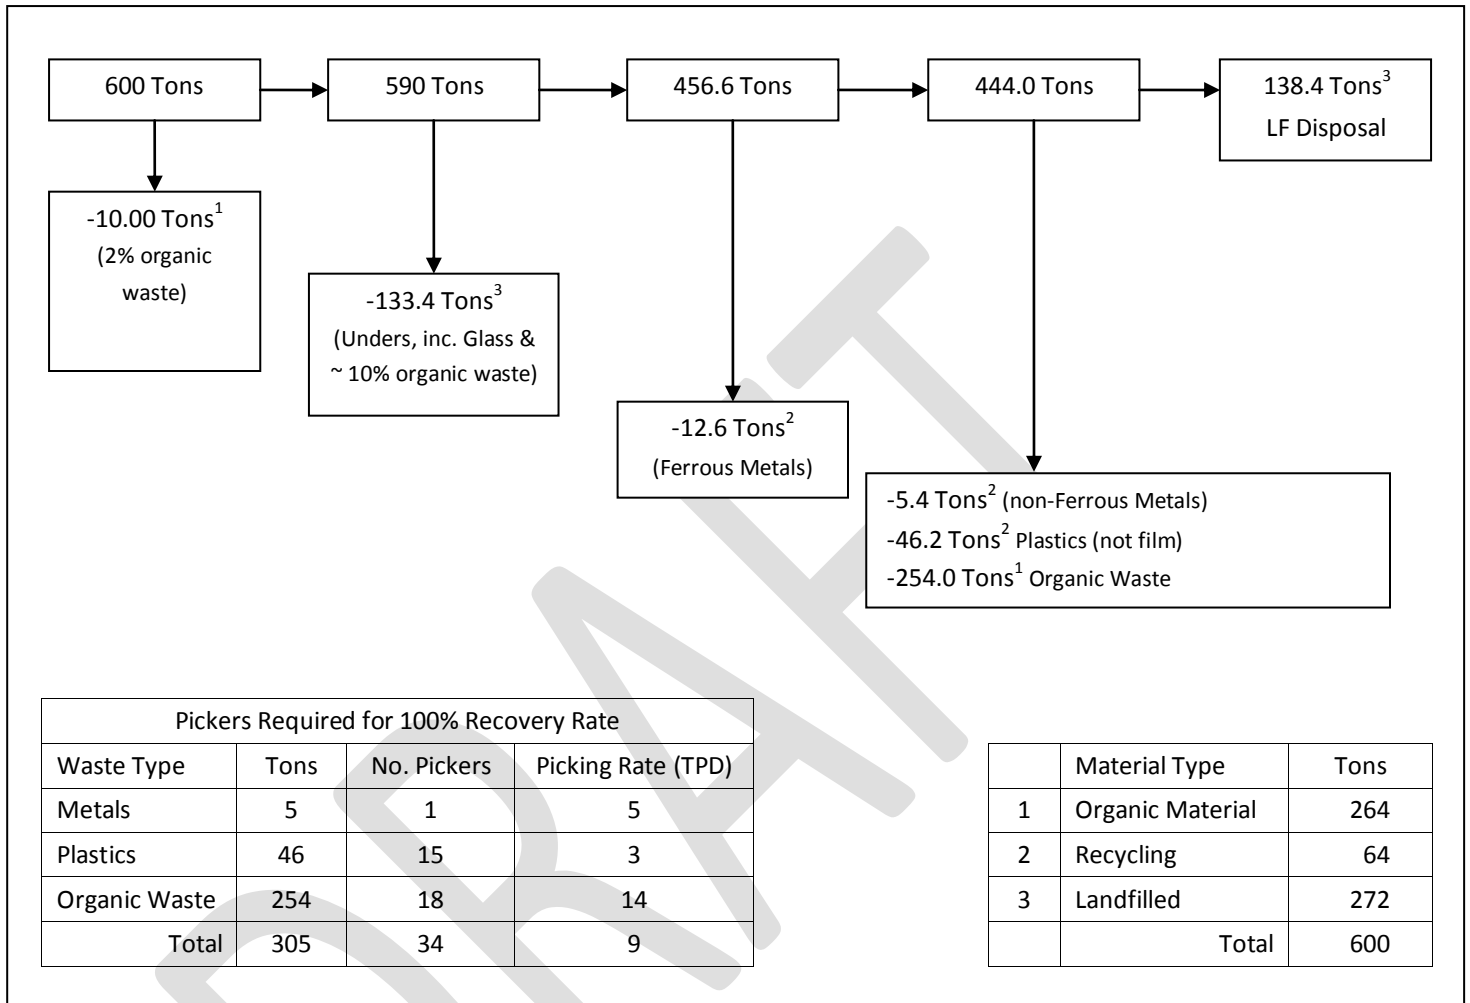 600 Tons
590 Tons
456.6 Tons
444.0 Tons
138.4 Tons³
LF Disposal
-10.00 Tons¹
(2% organic
waste)
-133.4 Tons³
(Unders, inc. Glass &
~ 10% organic waste)
-12.6 Tons²
(Ferrous Metals)
-5.4 Tons² (non-Ferrous Metals)
-46.2 Tons² Plastics (not film)
-254.0 Tons¹ Organic Waste
Pickers Required for 100% Recovery Rate
Waste Type Tons No. Pickers Picking Rate (TPD)
Metals 5 1 5
Plastics 46 15 3
Organic Waste 254 18 14
Total 305 34 9
Material Type Tons
1 Organic Material 264
2 Recycling 64
3 Landfilled 272
Total 600
DRAFT